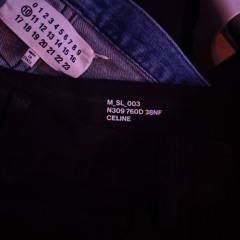 0 1 2 3 4 5 6 7 8 9
10 11 12 13 14 15 16
17 18 19 20 21 22 23
M_SL_003
N309 760D 38NF
CELINE